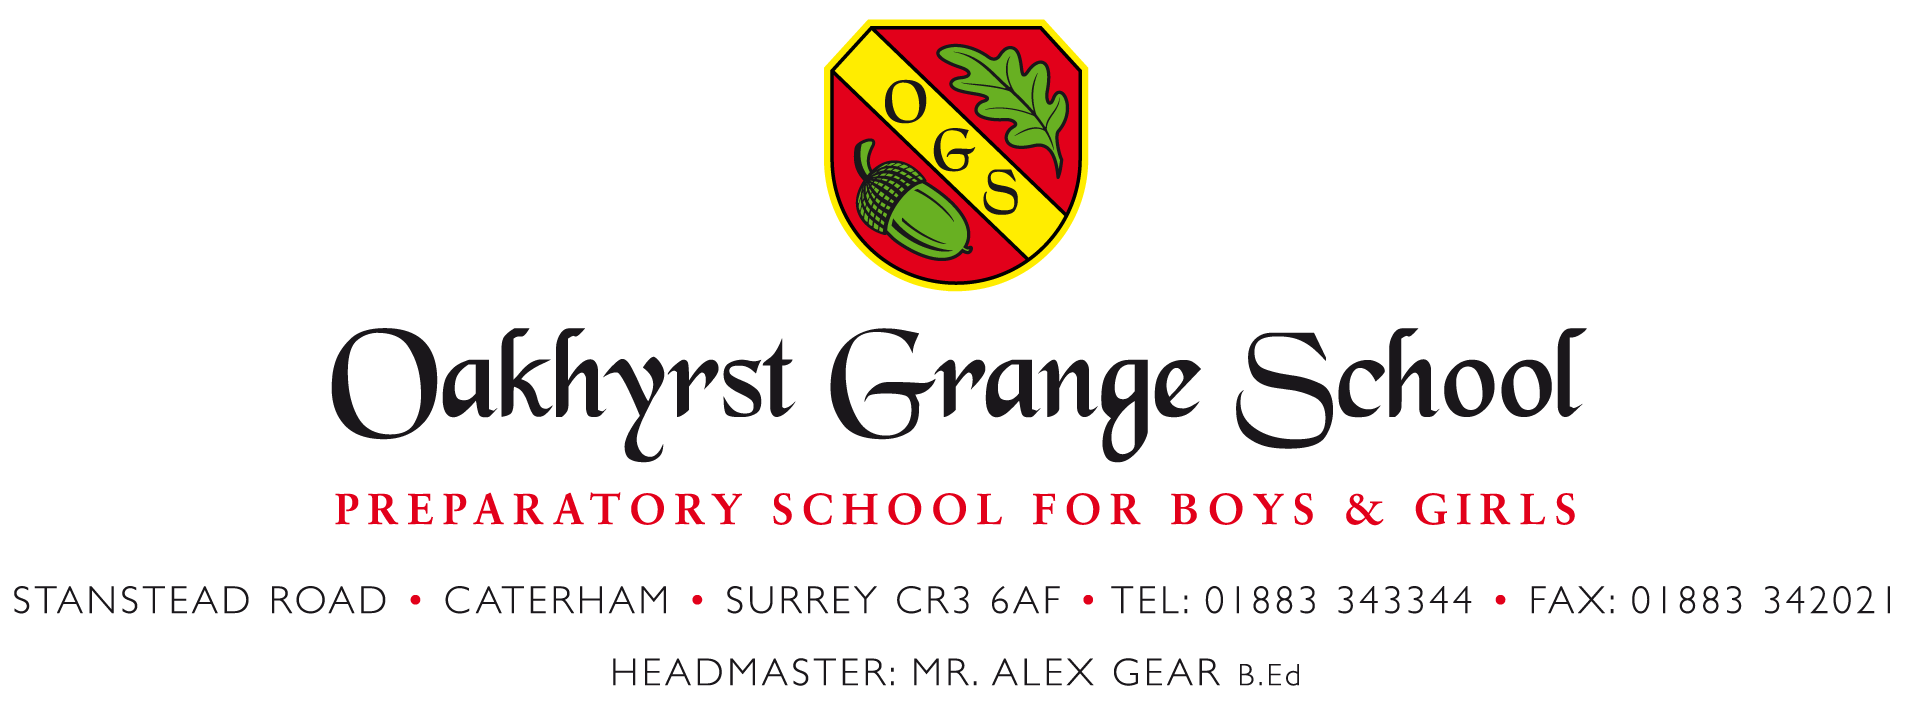 OGS
Oakhyrst Grange School
PREPARATORY SCHOOL FOR BOYS & GIRLS
STANSTEAD ROAD • CATERHAM • SURREY CR3 6AF • TEL: 01883 343344 • FAX: 01883 342021
HEADMASTER: MR. ALEX GEAR B.Ed